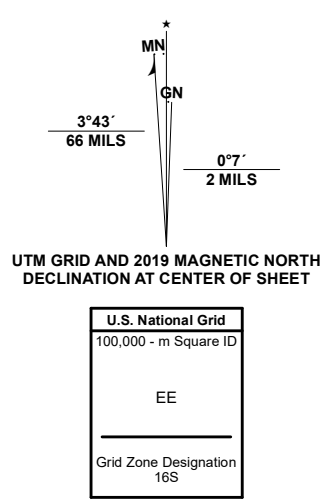 MN
GN
3°43´
66 MILS
0°7´
2 MILS
UTM GRID AND 2019 MAGNETIC NORTH
DECLINATION AT CENTER OF SHEET
U.S. National Grid
100,000 - m Square ID
EE
Grid Zone Designation
16S